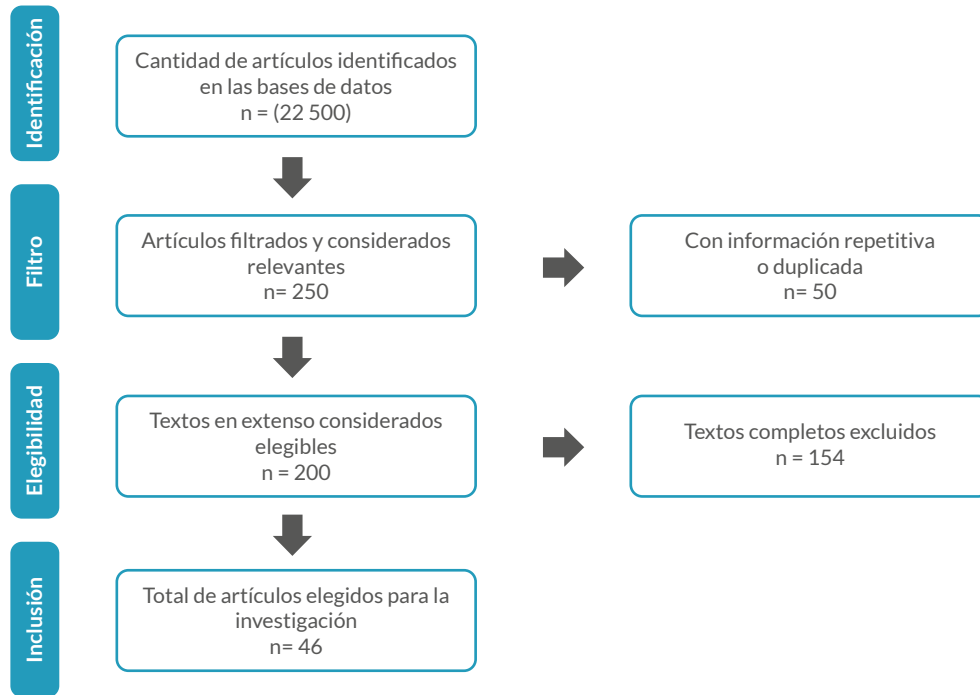 Identificación
Cantidad de artículos identificados
en las bases de datos
n = (22 500)
Filtro
Artículos filtrados y considerados
relevantes
n= 250
Con información repetitiva
o duplicada
n= 50
Elegibilidad
Textos en extenso considerados
elegibles
n = 200
Textos completos excluidos
n = 154
Inclusión
Total de artículos elegidos para la
investigación
n= 46